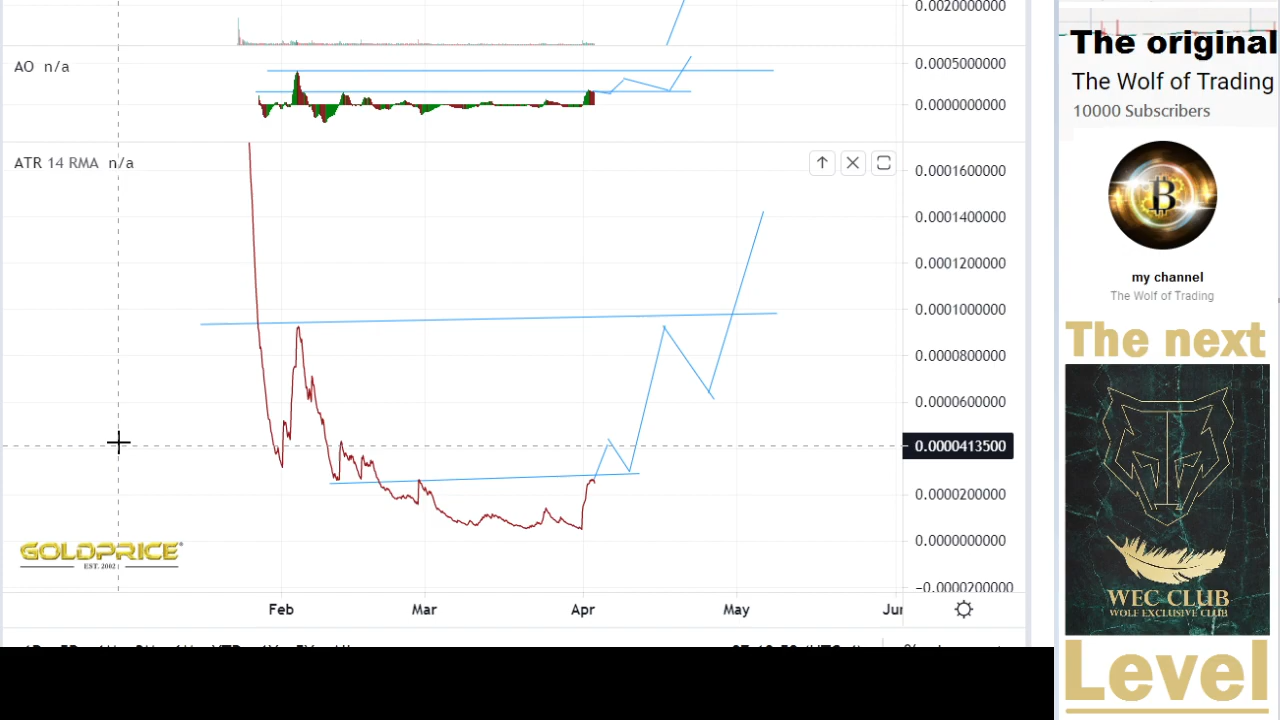 0.0020000000
AO n/a
0.0005000000
0.0000000000
ATR 14 RMA n/a
0.0001600000
0.0001400000
0.0001200000
0.0001000000
0.0000800000
0.0000600000
0.0000413500
0.0000200000
0.0000000000
−0.0000200000
GOLDPRICE
EST. 2002
Feb Mar Apr May Jun
The original
The Wolf of Trading
10000 Subscribers
B
my channel
The Wolf of Trading
The next
WEC CLUB
WOLF EXCLUSIVE CLUB
Level